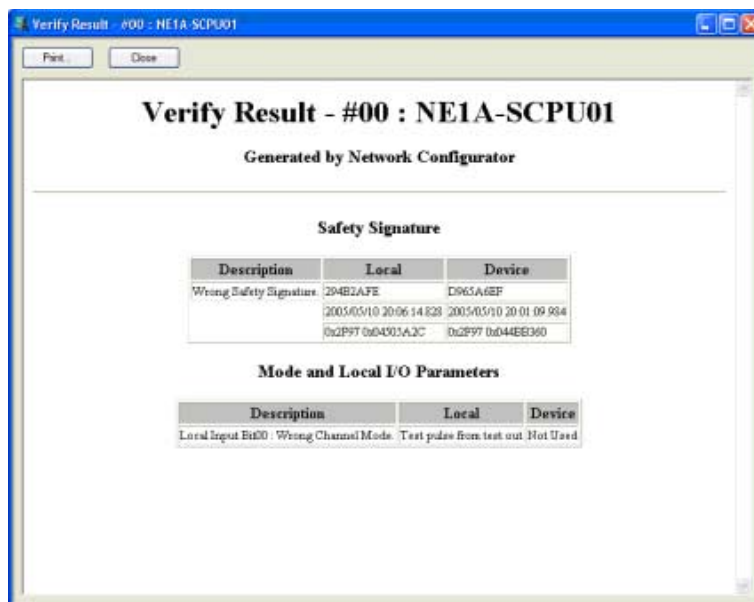 Verify Result - #00 : NE1A-SCPU01
Print... Close
Verify Result - #00 : NE1A-SCPU01
Generated by Network Configurator
Safety Signature
Description Local Device
Wrong Safety Signature. 294B2AFE D965A6EF
2005/05/10 20:06:14.828 2005/05/10 20:01:09.984
0x2F97 0x04505A2C 0x2F97 0x044BB360
Mode and Local I/O Parameters
Description Local Device
Local Input Bit00 : Wrong Channel Mode. Test pulse from test out Not Used